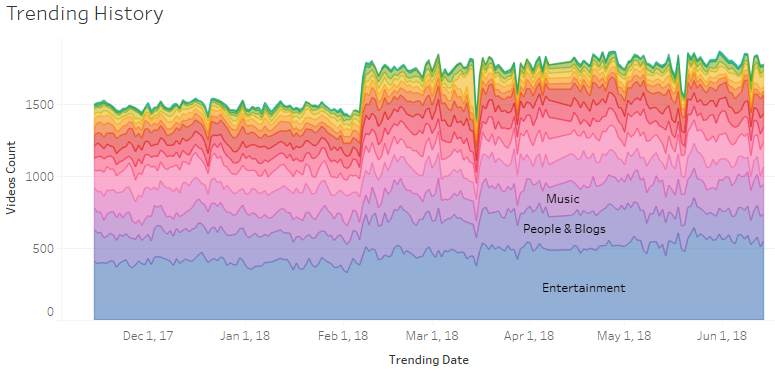 Trending History
Videos Count
1500
1000
500
0
Music
People & Blogs
Entertainment
Dec 1, 17
Jan 1, 18
Feb 1, 18
Mar 1, 18
Apr 1, 18
May 1, 18
Jun 1, 18
Trending Date